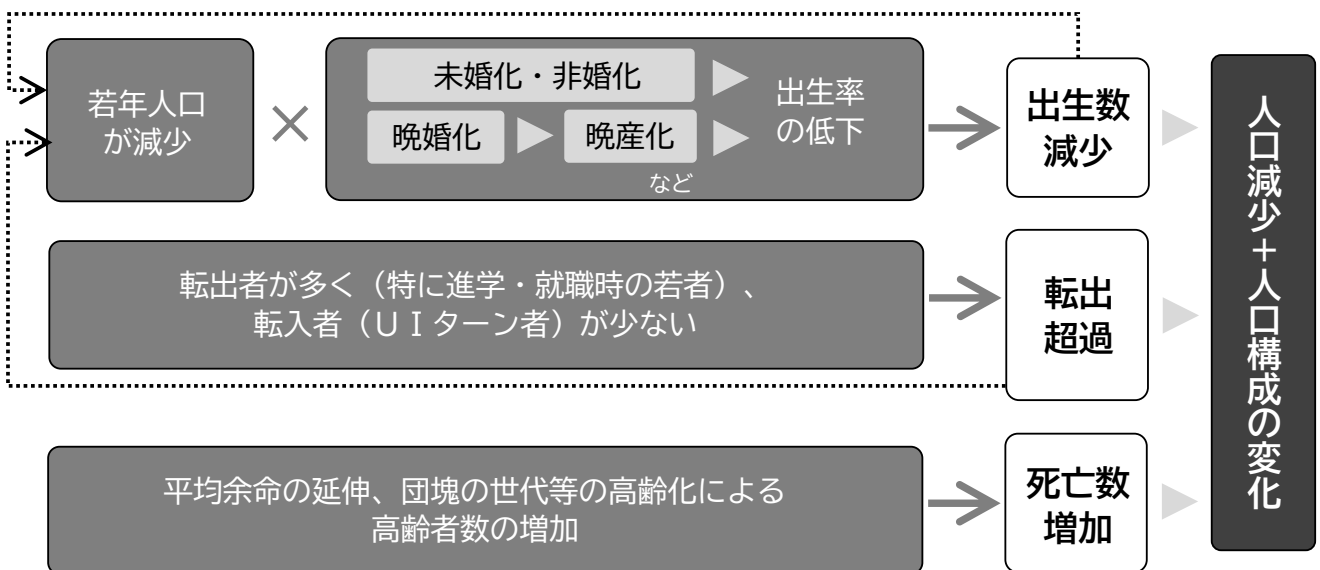 若年人口
が減少
×
未婚化・非婚化
晩婚化
晩産化
など
出生率
の低下
出生数
減少
転出者が多く（特に進学・就職時の若者）、
転入者（ＵＩターン者）が少ない
転出
超過
平均余命の延伸、団塊の世代等の高齢化による
高齢者数の増加
死亡数
増加
人口減少＋人口構成の変化